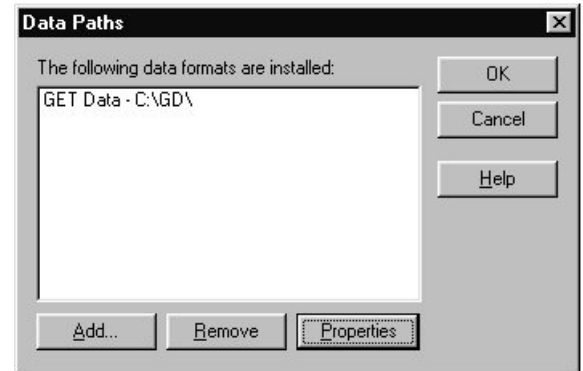 Data Paths
The following data formats are installed:
GET Data - C:\GD\
OK
Cancel
Help
Add...
Remove
Properties